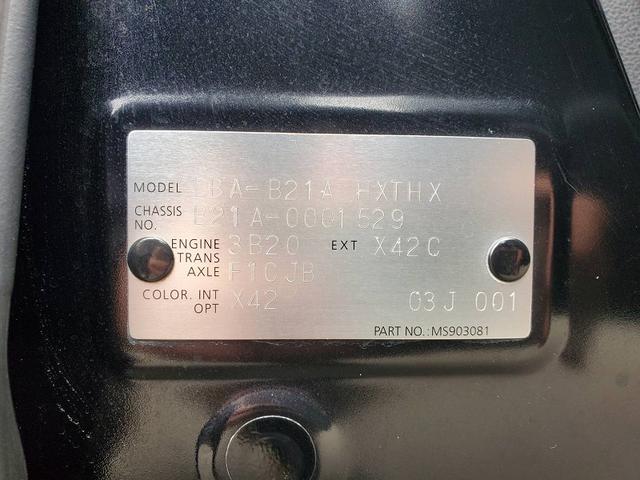 MODEL DBA-B21A HXTHX
CHASSIS NO. B21A-0001529
ENGINE 3B20 EXT X42C
TRANS AXLE F1CJB
COLOR. INT OPT X42 03J 001
PART NO.: MS903081